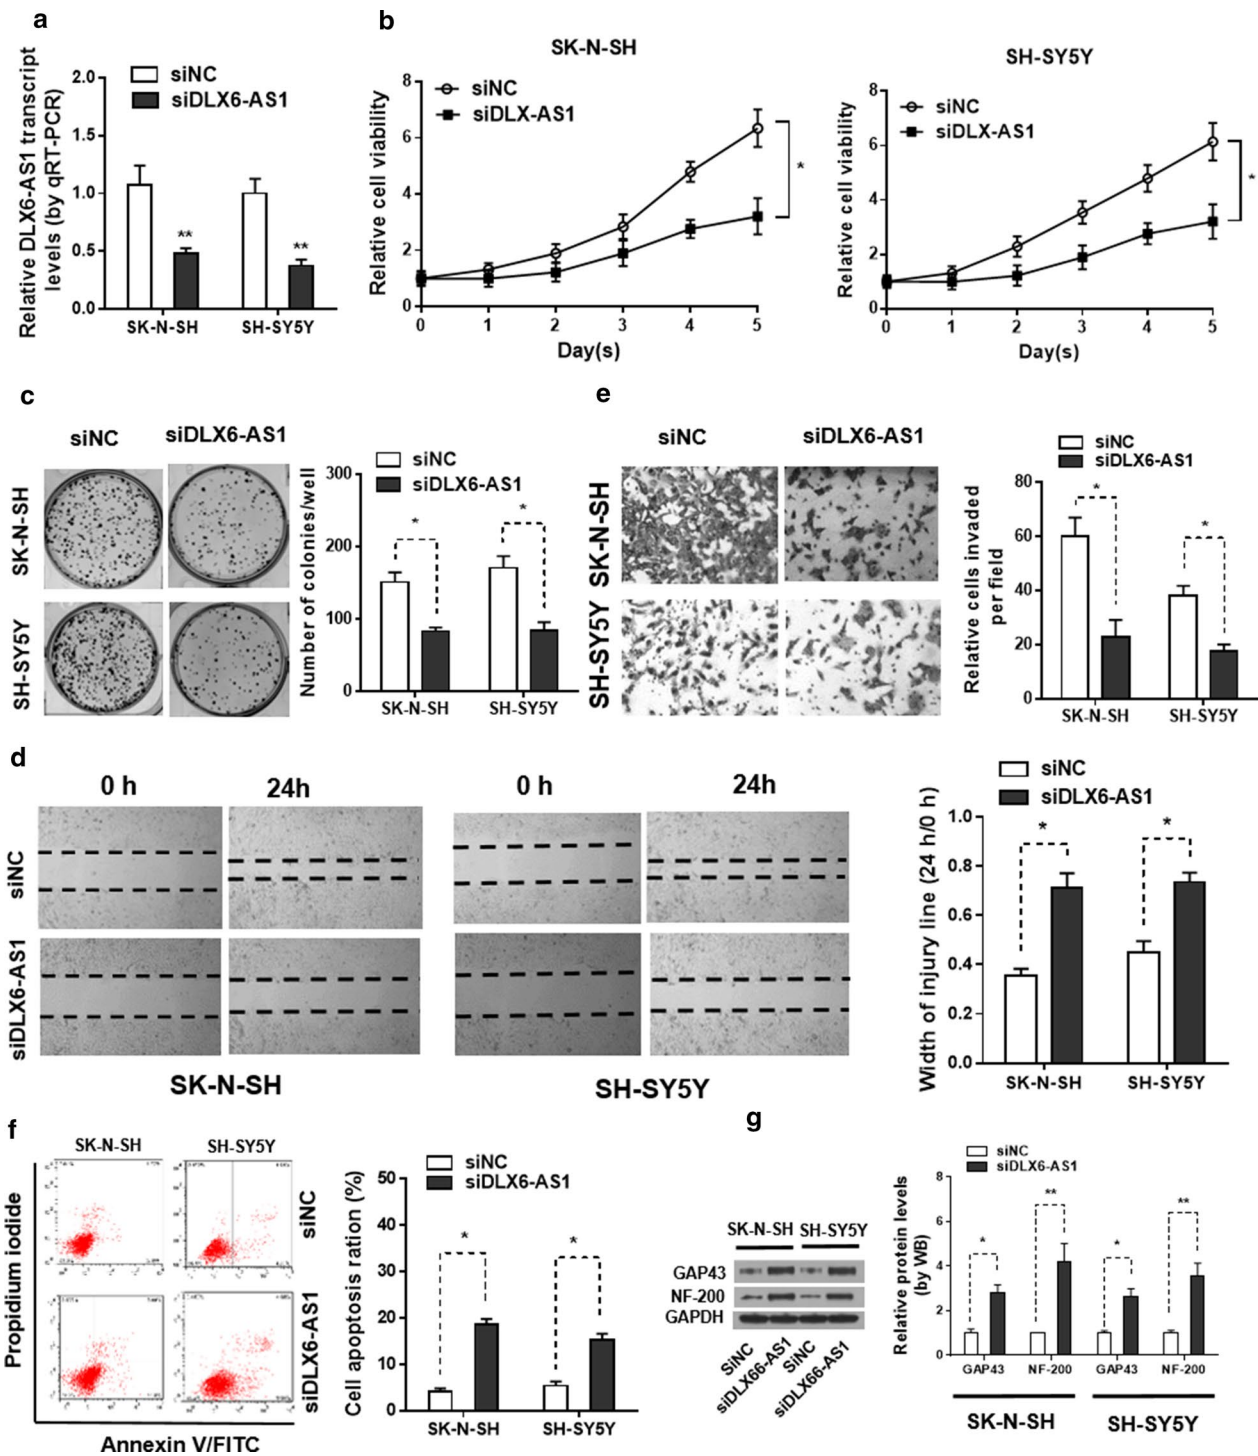 a
Relative DLX6-AS1 transcript
levels (by qRT-PCR)
2.0
1.5
1.0
0.5
0.0
siNC
siDLX6-AS1
**
**
SK-N-SH
SH-SY5Y
b
SK-N-SH
Relative cell viability
8
6
4
2
0
siNC
siDLX-AS1
*
0 1 2 3 4 5
Day(s)
SH-SY5Y
Relative cell viability
8
6
4
2
0
siNC
siDLX-AS1
*
0 1 2 3 4 5
Day(s)
c
siNC
siDLX6-AS1
SK-N-SH
SH-SY5Y
Number of colonies/well
300
200
100
0
siNC
siDLX6-AS1
*
*
SK-N-SH
SH-SY5Y
e
siNC
siDLX6-AS1
SK-N-SH
SH-SY5Y
Relative cells invaded
per field
80
60
40
20
0
siNC
siDLX6-AS1
*
*
SK-N-SH
SH-SY5Y
d
0 h
24h
0 h
24h
siNC
siDLX6-AS1
SK-N-SH
SH-SY5Y
Width of injury line (24 h/0 h)
1.0
0.8
0.6
0.4
0.2
0.0
siNC
siDLX6-AS1
*
*
SK-N-SH
SH-SY5Y
f
SK-N-SH
SH-SY5Y
Propidium iodide
siNC
siDLX6-AS1
Annexin V/FITC
Cell apoptosis ration (%)
50
40
30
20
10
0
siNC
siDLX6-AS1
*
*
SK-N-SH
SH-SY5Y
g
SK-N-SH SH-SY5Y
GAP43
NF-200
GAPDH
SiNC
siDLX66-AS1
SiNC
siDLX66-AS1
Relative protein levels
(by WB)
8
6
4
2
0
siNC
siDLX6-AS1
*
**
*
**
GAP43 NF-200 GAP43 NF-200
SK-N-SH
SH-SY5Y